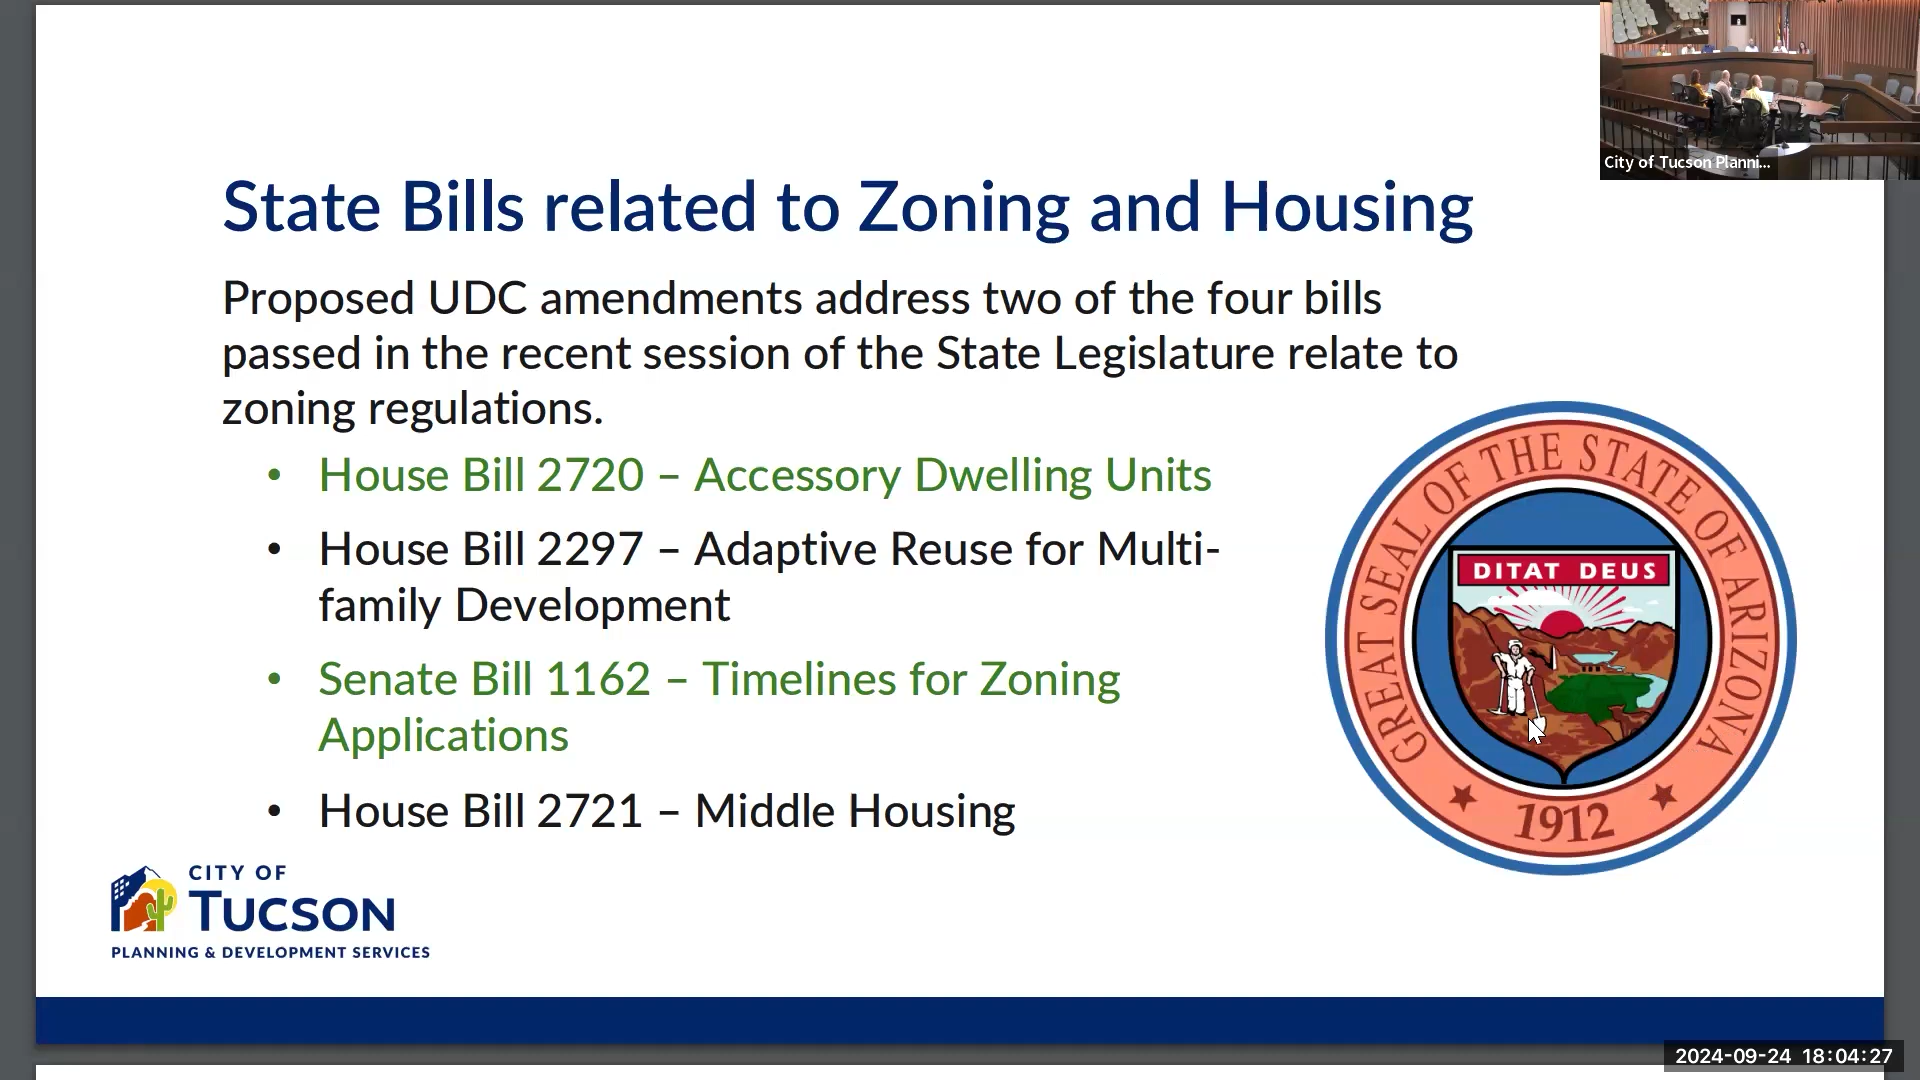 City of Tucson Planni...
State Bills related to Zoning and Housing
Proposed UDC amendments address two of the four bills
passed in the recent session of the State Legislature relate to
zoning regulations.
• House Bill 2720 – Accessory Dwelling Units
• House Bill 2297 – Adaptive Reuse for Multi-
family Development
• Senate Bill 1162 – Timelines for Zoning
Applications
• House Bill 2721 – Middle Housing
GREAT SEAL OF THE STATE OF ARIZONA
DITAT DEUS
1912
CITY OF
TUCSON
PLANNING & DEVELOPMENT SERVICES
2024-09-24 18:04:27